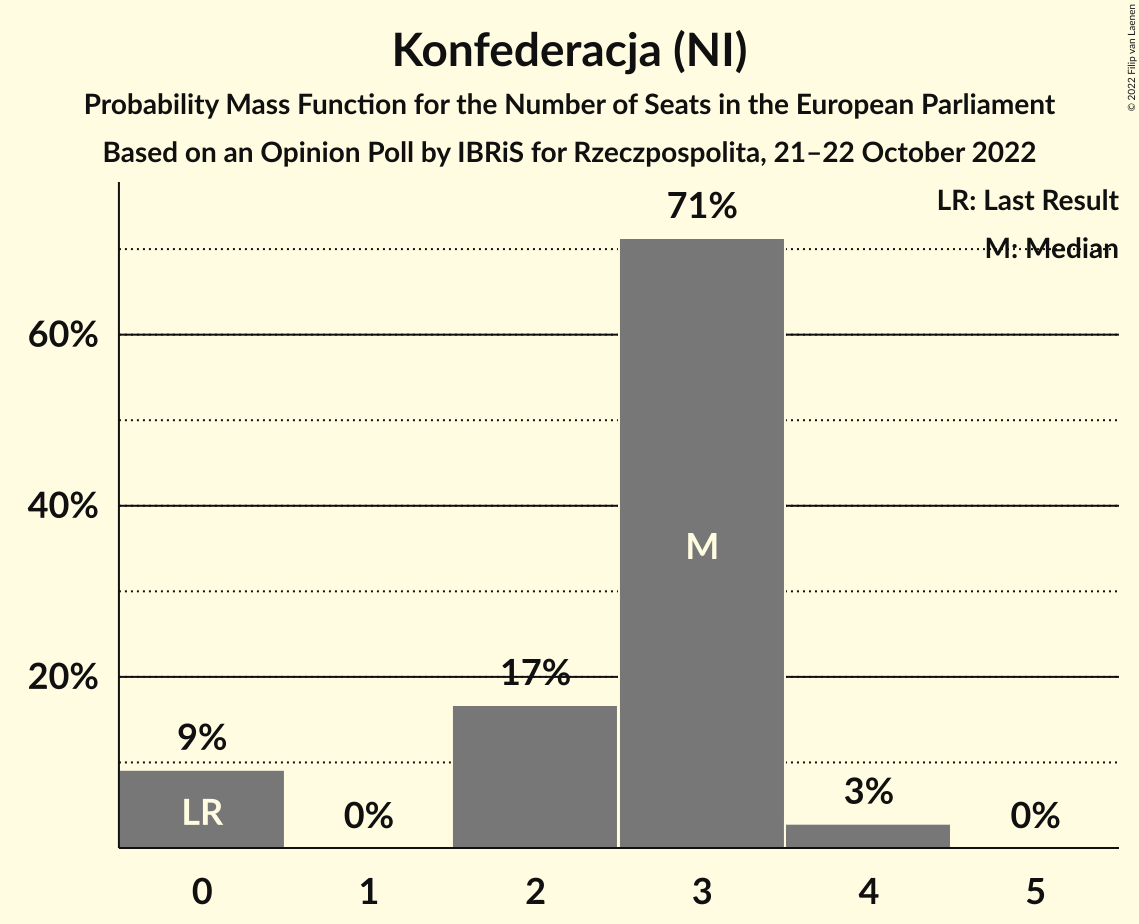 Konfederacja (NI)
Probability Mass Function for the Number of Seats in the European Parliament
Based on an Opinion Poll by IBRiS for Rzeczpospolita, 21–22 October 2022
© 2022 Filip van Laenen
LR: Last Result
M: Median
60%
40%
20%
9%
0%
17%
71%
3%
0%
LR
M
0 1 2 3 4 5